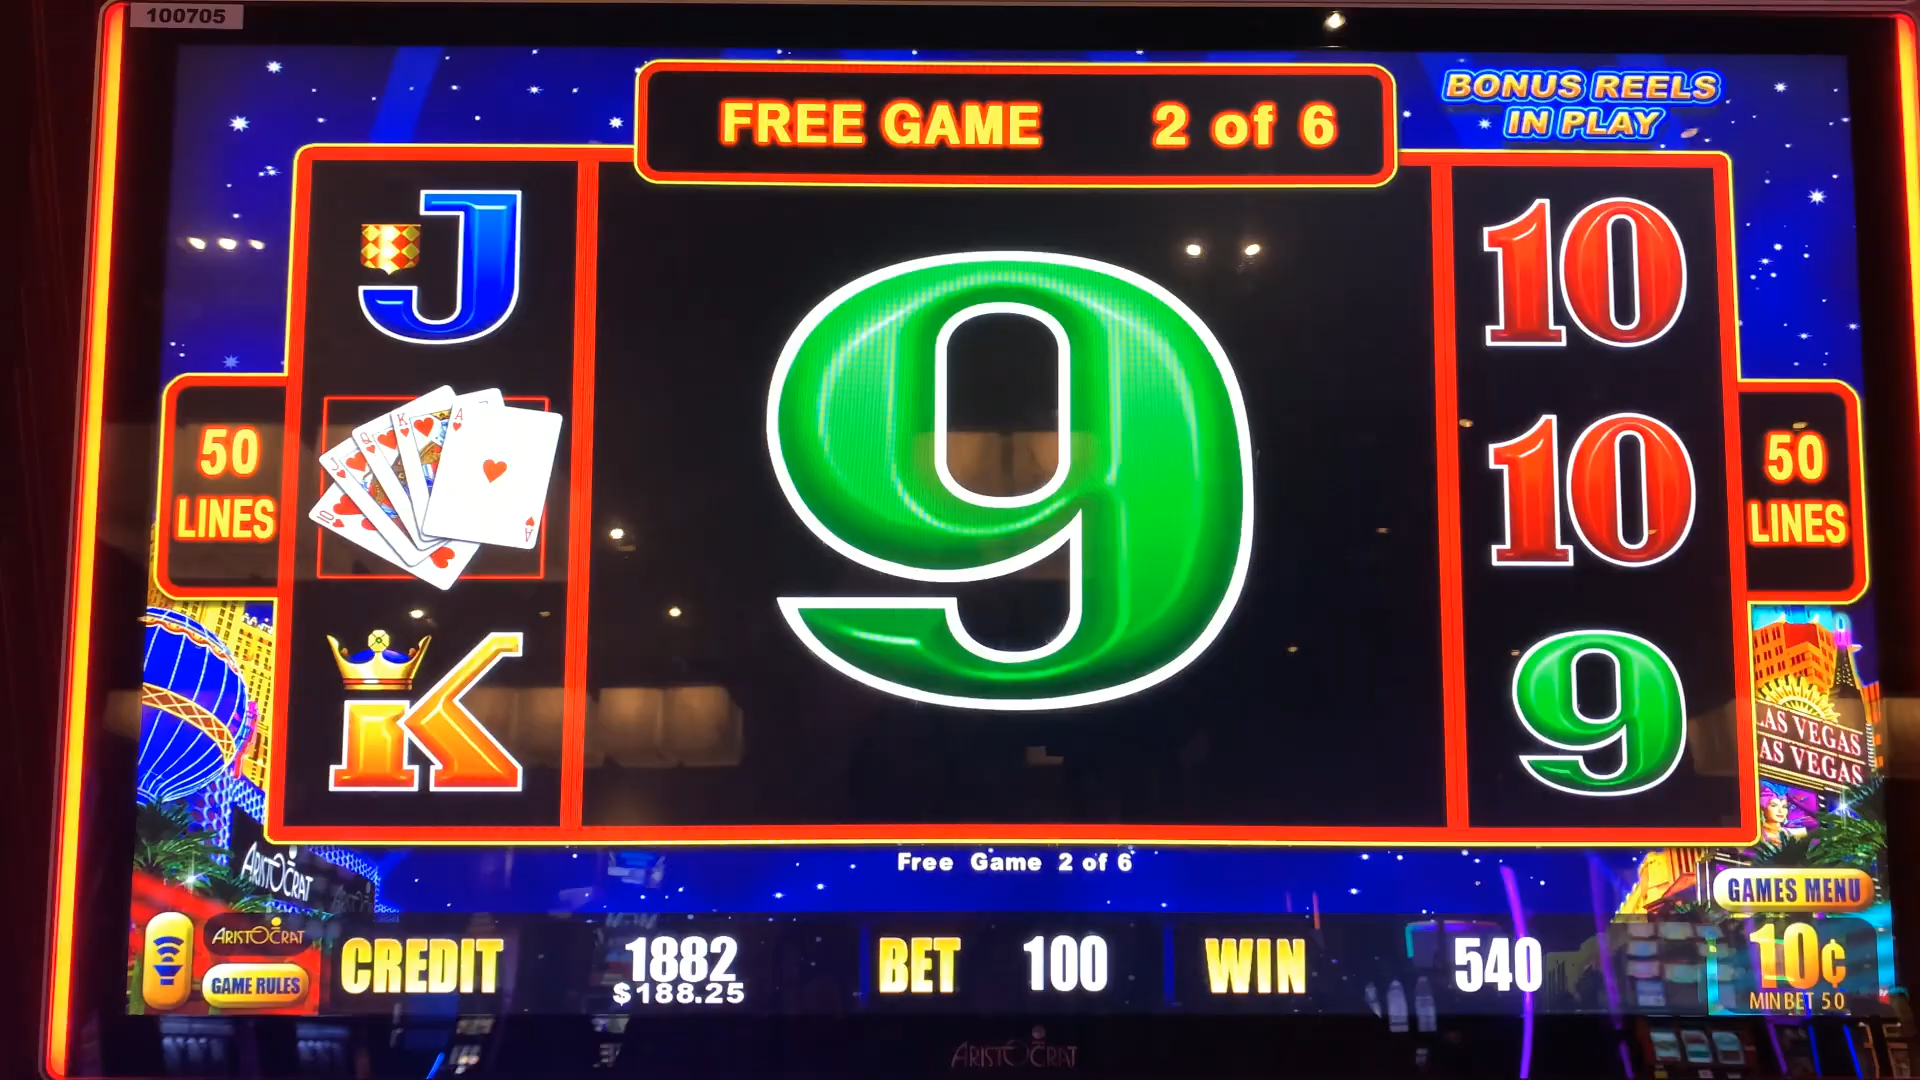 100705
FREE GAME 2 of 6
BONUS REELS
IN PLAY
J
10
9
50
LINES
10
Q
K
A
J
10
A
50
LINES
K
9
LAS VEGAS
LAS VEGAS
Free Game 2 of 6
ARISTOCRAT
GAMES MENU
ARISTOCRAT
GAME RULES
CREDIT
1882
$188.25
BET
100
WIN
540
10¢
MIN BET 50
ARISTOCRAT